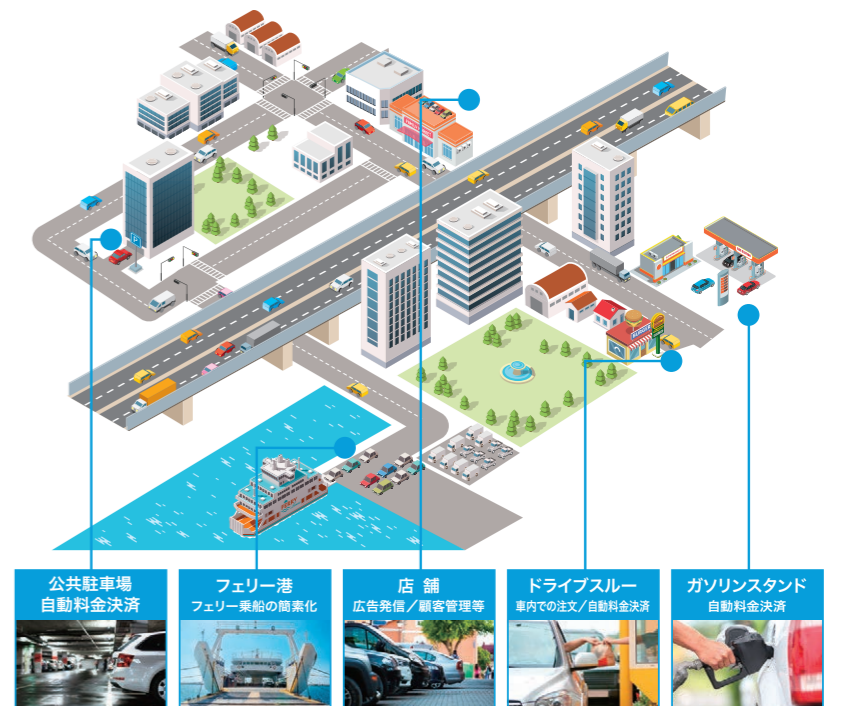 P
FERRY
BURGER
公共駐車場
自動料金決済
フェリー港
フェリー乗船の簡素化
店 舗
広告発信／顧客管理等
ドライブスルー
車内での注文／自動料金決済
ガソリンスタンド
自動料金決済